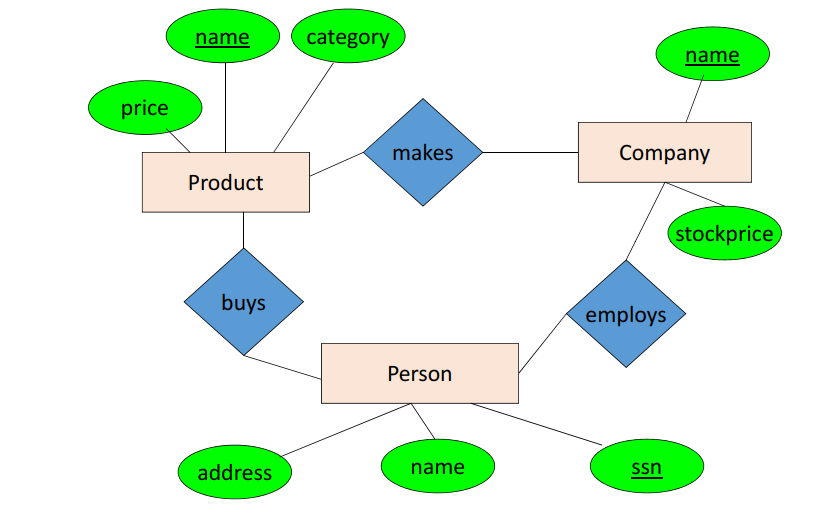 name
category
name
price
makes
Company
Product
stockprice
buys
employs
Person
address
name
ssn